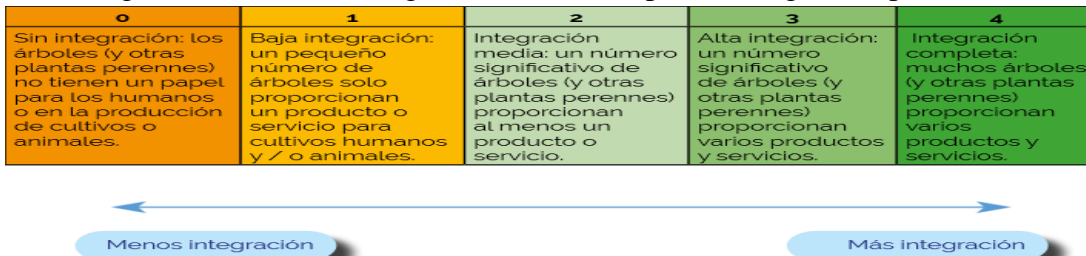 0
1
2
3
4
Sin integración: los
árboles (y otras
plantas perennes)
no tienen un papel
para los humanos
o en la producción
de cultivos o
animales.
Baja integración:
un pequeño
número de
árboles solo
proporcionan
un producto o
servicio para
cultivos humanos
y / o animales.
Integración
media: un número
significativo de
árboles (y otras
plantas perennes)
proporcionan
al menos un
producto o
servicio.
Alta integración:
un número
significativo
de árboles (y
otras plantas
perennes)
proporcionan
varios productos
y servicios.
Integración
completa:
muchos árboles
(y otras plantas
perennes)
proporcionan
varios
productos y
servicios.
Menos integración
Más integración